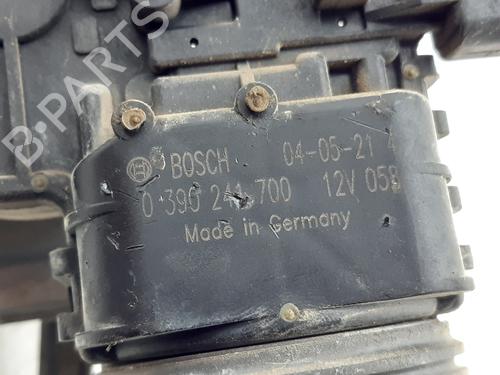 B-PARTS
BOSCH 04-05-21 4
0 390 241 700 12V 058
Made in Germany